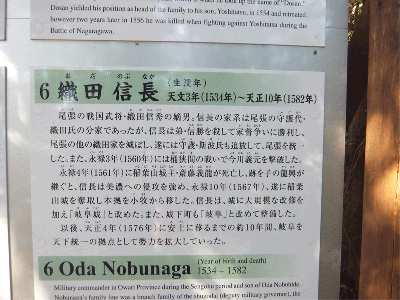 Dosan yielded his position as head of the family to his son, Yoshitatsu, in 1554 and retreated,
however two years later in 1556 he was killed when fighting against Yoshitatsu during the
Battle of Nagaragawa.
お だ のぶ なが
6 織田 信長 (生没年) 天文3年(1534年)～天正10年(1582年)
尾張の戦国武将・織田信秀の嫡男。信長の家系は尾張の守護代・
織田氏の分家であったが、信長は弟・信勝を殺して家督争いに勝利し、
尾張の他の織田家を滅ぼし、遂には守護・斯波氏も追放して、尾張を統一
した。また、永禄3年(1560年)には桶狭間の戦いで今川義元を撃破した。
永禄4年(1561年)に稲葉山城主・斎藤義龍が死亡し、跡を子の龍興が
継ぐと、信長は美濃への侵攻を強め、永禄10年(1567年)、遂に稲葉
山城を奪取し本拠を小牧から移した。信長は、城に大規模な改修を
加え「岐阜城」と改めた。また、城下町も「岐阜」と改めて整備した。
以後、天正4年(1576年)に安土に移るまでの約10年間、岐阜を
天下統一の拠点として勢力を拡大していった。
6 Oda Nobunaga (Year of birth and death) 1534 – 1582
Military commander in Owari Province during the Sengoku period and son of Oda Nobuhide.
Nobunaga's family line was a branch family of the shugodai (deputy military governor), the